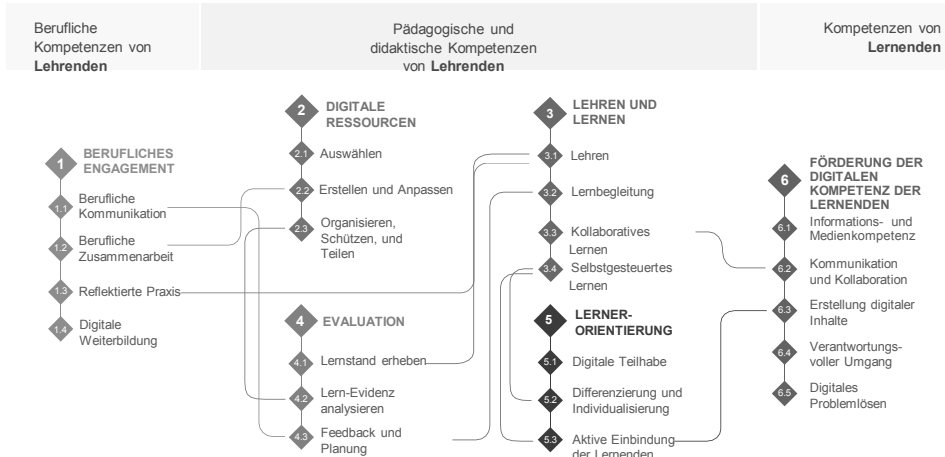 Berufliche
Kompetenzen von
Lehrenden
Pädagogische und
didaktische Kompetenzen
von Lehrenden
Kompetenzen von
Lernenden
1
BERUFLICHES
ENGAGEMENT
1.1
Berufliche
Kommunikation
1.2
Berufliche
Zusammenarbeit
1.3
Reflektierte Praxis
1.4
Digitale
Weiterbildung
2
DIGITALE
RESSOURCEN
2.1
Auswählen
2.2
Erstellen und Anpassen
2.3
Organisieren,
Schützen, und
Teilen
4
EVALUATION
4.1
Lernstand erheben
4.2
Lern-Evidenz
analysieren
4.3
Feedback und
Planung
3
LEHREN UND
LERNEN
3.1
Lehren
3.2
Lernbegleitung
3.3
Kollaboratives
Lernen
3.4
Selbstgesteuertes
Lernen
5
LERNER-
ORIENTIERUNG
5.1
Digitale Teilhabe
5.2
Differenzierung und
Individualisierung
5.3
Aktive Einbindung
der Lernenden
6
FÖRDERUNG DER
DIGITALEN
KOMPETENZ DER
LERNENDEN
6.1
Informations- und
Medienkompetenz
6.2
Kommunikation
und Kollaboration
6.3
Erstellung digitaler
Inhalte
6.4
Verantwortungs-
voller Umgang
6.5
Digitales
Problemlösen